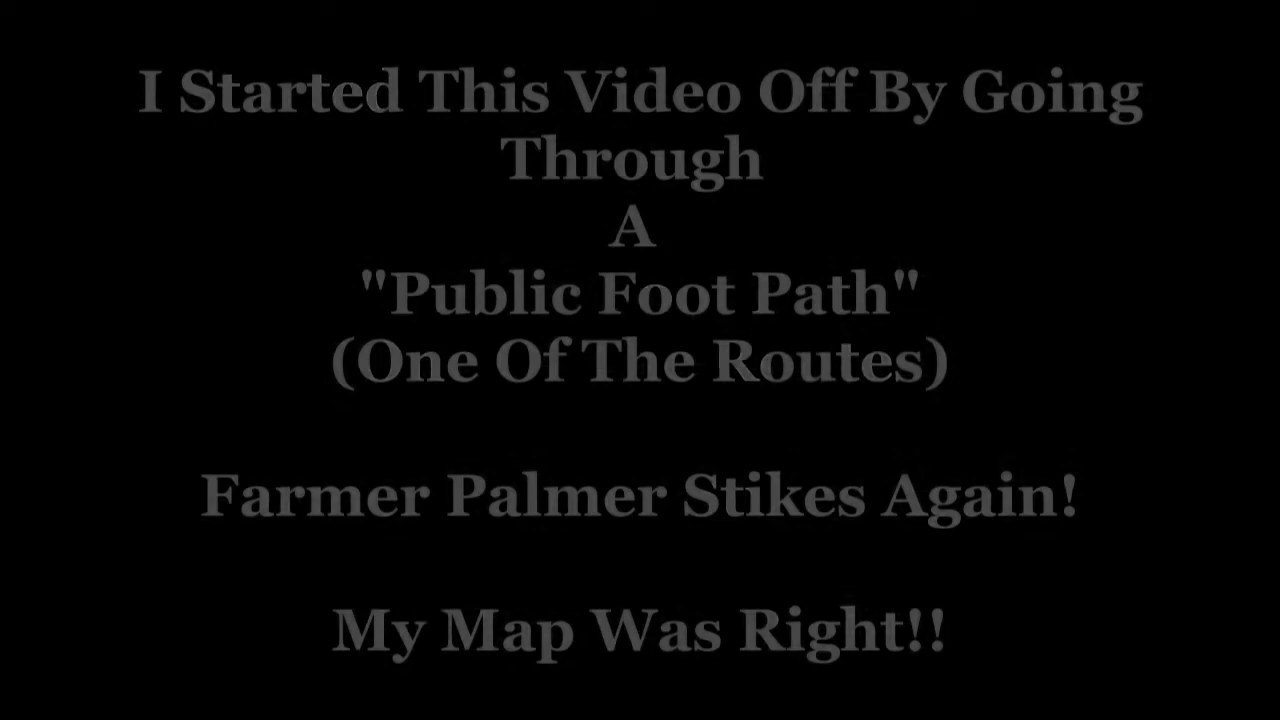 I Started This Video Off By Going
Through
A
"Public Foot Path"
(One Of The Routes)
Farmer Palmer Stikes Again!
My Map Was Right!!